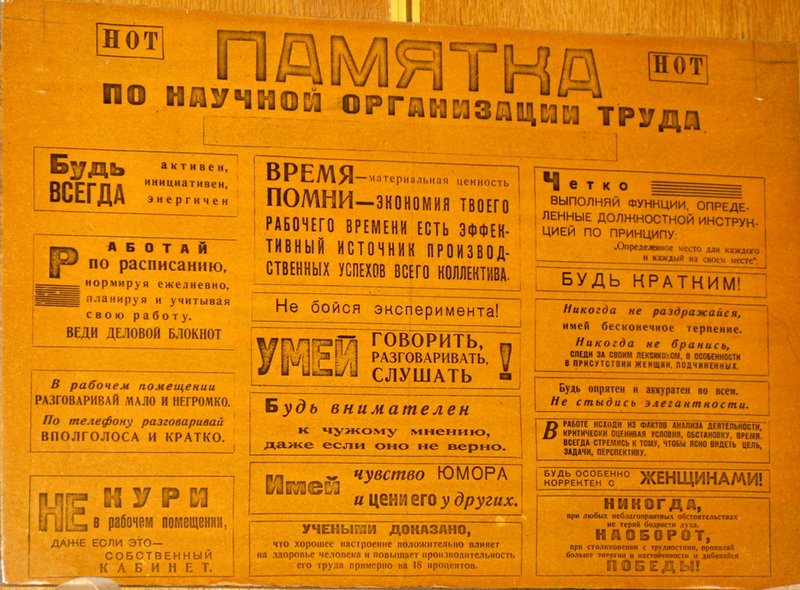 НОТ
ПАМЯТКА
НОТ
ПО НАУЧНОЙ ОРГАНИЗАЦИИ ТРУДА
Будь
ВСЕГДА
активен,
инициативен,
энергичен
РАБОТАЙ
по расписанию,
нормируя ежедневно,
планируя и учитывая
свою работу.
ВЕДИ ДЕЛОВОЙ БЛОКНОТ
В рабочем помещении
РАЗГОВАРИВАЙ МАЛО И НЕГРОМКО.
По телефону разговаривай
ВПОЛГОЛОСА И КРАТКО.
НЕ КУРИ
в рабочем помещении,
ДАЖЕ ЕСЛИ ЭТО—
СОБСТВЕННЫЙ
КАБИНЕТ.
ВРЕМЯ—материальная ценность
ПОМНИ—ЭКОНОМИЯ ТВОЕГО
РАБОЧЕГО ВРЕМЕНИ ЕСТЬ ЭФФЕК-
ТИВНЫЙ ИСТОЧНИК ПРОИЗВОД-
СТВЕННЫХ УСПЕХОВ ВСЕГО КОЛЛЕКТИВА.
Не бойся эксперимента!
УМЕЙ
ГОВОРИТЬ,
РАЗГОВАРИВАТЬ,
СЛУШАТЬ
!
Будь внимателен
к чужому мнению,
даже если оно не верно.
Имей чувство ЮМОРА
и цени его у других.
УЧЕНЫМИ ДОКАЗАНО,
что хорошее настроение положительно влияет
на здоровье человека и повышает производительность
его труда примерно на 18 процентов.
Четко
ВЫПОЛНЯЙ ФУНКЦИИ, ОПРЕДЕ-
ЛЕННЫЕ ДОЛЖНОСТНОЙ ИНСТРУК-
ЦИЕЙ ПО ПРИНЦИПУ:
„Определенное место для каждого
и каждый на своем месте".
БУДЬ КРАТКИМ!
Никогда не раздражайся,
имей бесконечное терпение.
Никогда не бранись,
СЛЕДИ ЗА СВОИМ ЛЕКСИКОНОМ, В ОСОБЕННОСТИ
В ПРИСУТСТВИИ ЖЕНЩИН, ПОДЧИНЕННЫХ.
Будь опрятен и аккуратен во всем.
Не стыдись элегантности.
В РАБОТЕ ИСХОДИ ИЗ ФАКТОВ АНАЛИЗА ДЕЯТЕЛЬНОСТИ,
КРИТИЧЕСКИ ОЦЕНИВАЯ УСЛОВИЯ, ОБСТАНОВКУ, ВРЕМЯ.
ВСЕГДА СТРЕМИСЬ К ТОМУ, ЧТОБЫ ЯСНО ВИДЕТЬ ЦЕЛЬ,
ЗАДАЧИ, ПЕРСПЕКТИВУ.
БУДЬ ОСОБЕННО
КОРРЕКТЕН С
ЖЕНЩИНАМИ!
НИКОГДА,
при любых неблагоприятных обстоятельствах
не теряй бодрости духа.
НАОБОРОТ,
при столкновении с трудностями, проявляй
больше энергии и настойчивости и добивайся
ПОБЕДЫ!